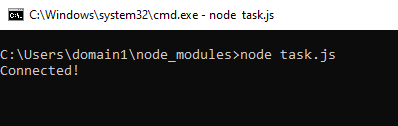 C:\Windows\system32\cmd.exe - node task.js
C:\Users\domain1\node_modules>node task.js
Connected!